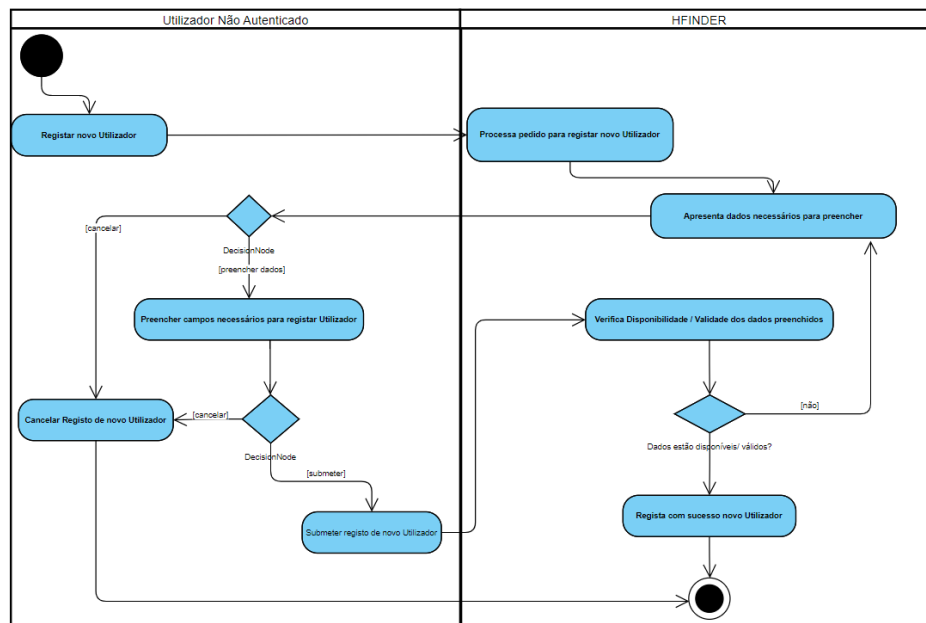 Utilizador Não Autenticado
HFINDER
Registar novo Utilizador
Processa pedido para registar novo Utilizador
Apresenta dados necessários para preencher
[cancelar]
DecisionNode
[preencher dados]
Preencher campos necessários para registar Utilizador
Verifica Disponibilidade / Validade dos dados preenchidos
Cancelar Registo de novo Utilizador
[cancelar]
[não]
DecisionNode
Dados estão disponíveis/ válidos?
[submeter]
Submeter registo de novo Utilizador
Regista com sucesso novo Utilizador